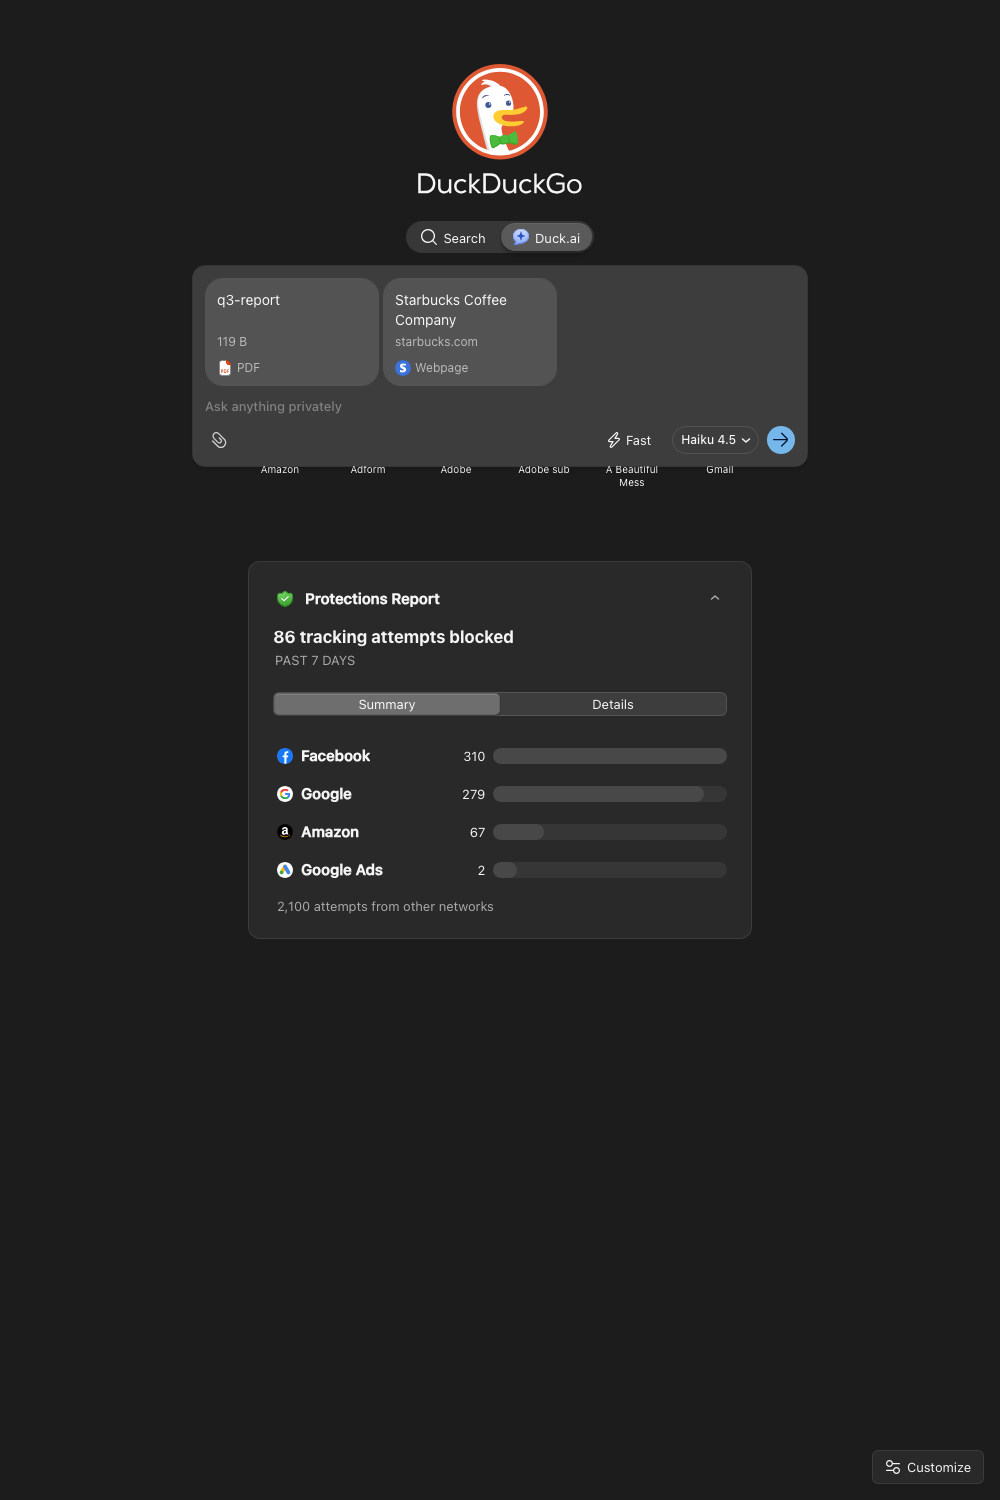 DuckDuckGo
Search
Duck.ai
q3-report
119 B
PDF
Starbucks Coffee
Company
starbucks.com
Webpage
Ask anything privately
Fast
Haiku 4.5
Amazon
Adform
Adobe
Adobe sub
A Beautiful
Mess
Gmail
Protections Report
86 tracking attempts blocked
PAST 7 DAYS
Summary
Details
Facebook 310
Google 279
Amazon 67
Google Ads 2
2,100 attempts from other networks
Customize